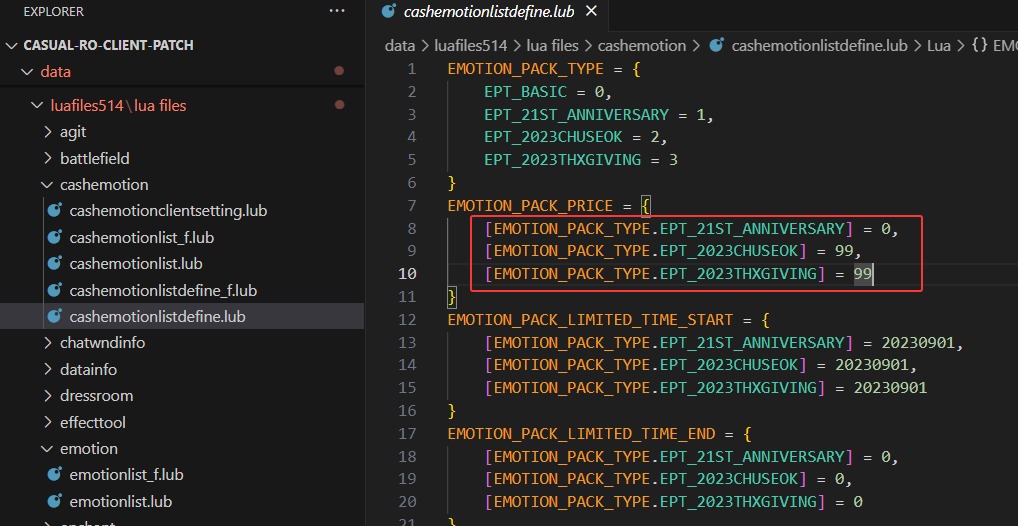 EXPLORER
···
CASUAL-RO-CLIENT-PATCH
data
luafiles514\lua files
agit
battlefield
cashemotion
cashemotionclientsetting.lub
cashemotionlist_f.lub
cashemotionlist.lub
cashemotionlistdefine_f.lub
cashemotionlistdefine.lub
chatwndinfo
datainfo
dressroom
effecttool
emotion
emotionlist_f.lub
emotionlist.lub
cashemotionlistdefine.lub ×
data > luafiles514 > lua files > cashemotion > cashemotionlistdefine.lub > Lua > {} EM
1 EMOTION_PACK_TYPE = {
2 EPT_BASIC = 0,
3 EPT_21ST_ANNIVERSARY = 1,
4 EPT_2023CHUSEOK = 2,
5 EPT_2023THXGIVING = 3
6 }
7 EMOTION_PACK_PRICE = {
8 [EMOTION_PACK_TYPE.EPT_21ST_ANNIVERSARY] = 0,
9 [EMOTION_PACK_TYPE.EPT_2023CHUSEOK] = 99,
10 [EMOTION_PACK_TYPE.EPT_2023THXGIVING] = 99
11 }
12 EMOTION_PACK_LIMITED_TIME_START = {
13 [EMOTION_PACK_TYPE.EPT_21ST_ANNIVERSARY] = 20230901,
14 [EMOTION_PACK_TYPE.EPT_2023CHUSEOK] = 20230901,
15 [EMOTION_PACK_TYPE.EPT_2023THXGIVING] = 20230901
16 }
17 EMOTION_PACK_LIMITED_TIME_END = {
18 [EMOTION_PACK_TYPE.EPT_21ST_ANNIVERSARY] = 0,
19 [EMOTION_PACK_TYPE.EPT_2023CHUSEOK] = 0,
20 [EMOTION_PACK_TYPE.EPT_2023THXGIVING] = 0
21 }